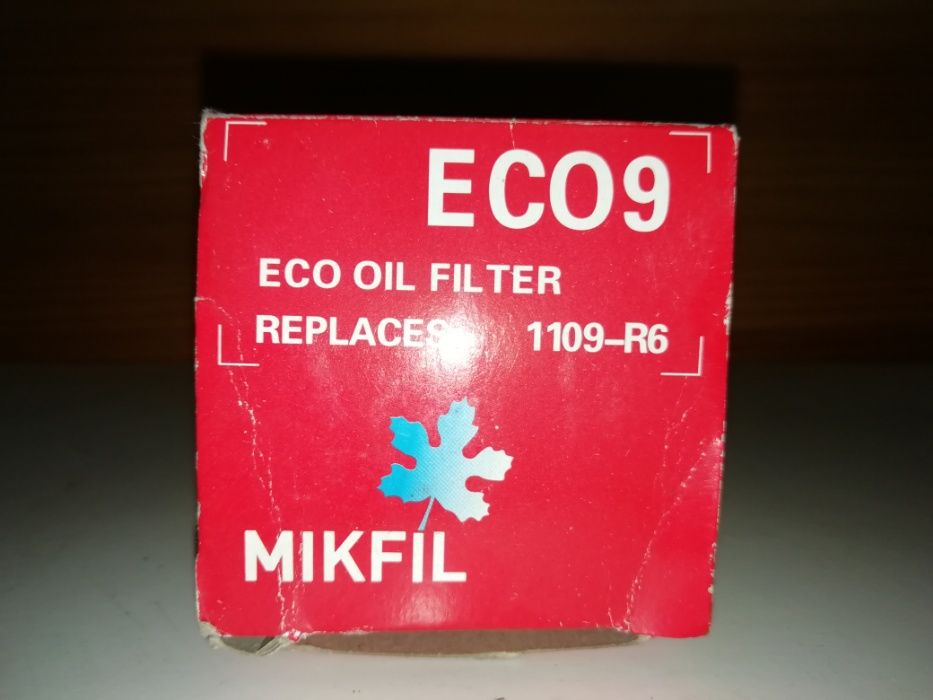 ECO9
ECO OIL FILTER
REPLACES 1109-R6
MIKFIL